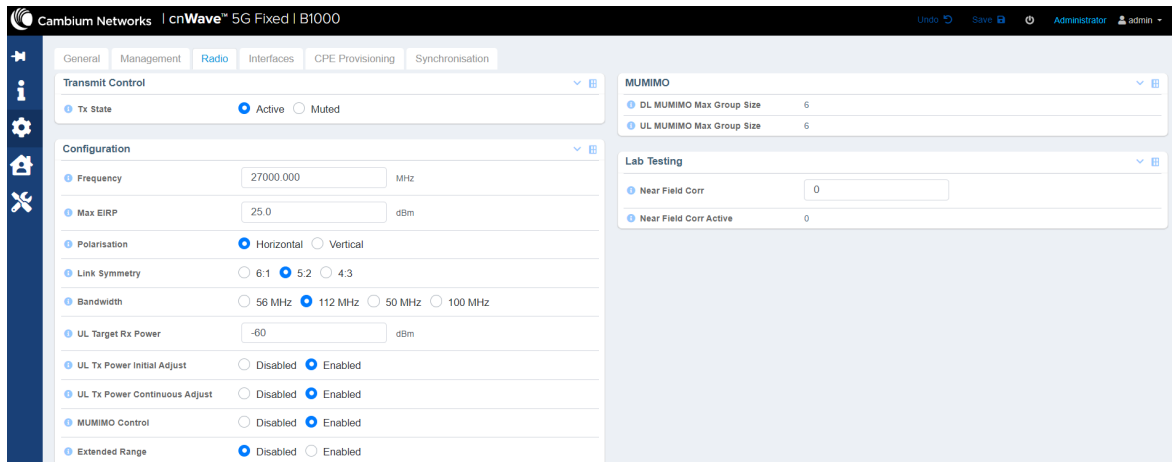 Cambium Networks | cnWave™ 5G Fixed | B1000
Undo Save Administrator admin
General Management Radio Interfaces CPE Provisioning Synchronisation
Transmit Control
Tx State Active Muted
Configuration
Frequency 27000.000 MHz
Max EIRP 25.0 dBm
Polarisation Horizontal Vertical
Link Symmetry 6:1 5:2 4:3
Bandwidth 56 MHz 112 MHz 50 MHz 100 MHz
UL Target Rx Power -60 dBm
UL Tx Power Initial Adjust Disabled Enabled
UL Tx Power Continuous Adjust Disabled Enabled
MUMIMO Control Disabled Enabled
Extended Range Disabled Enabled
MUMIMO
DL MUMIMO Max Group Size 6
UL MUMIMO Max Group Size 6
Lab Testing
Near Field Corr 0
Near Field Corr Active 0